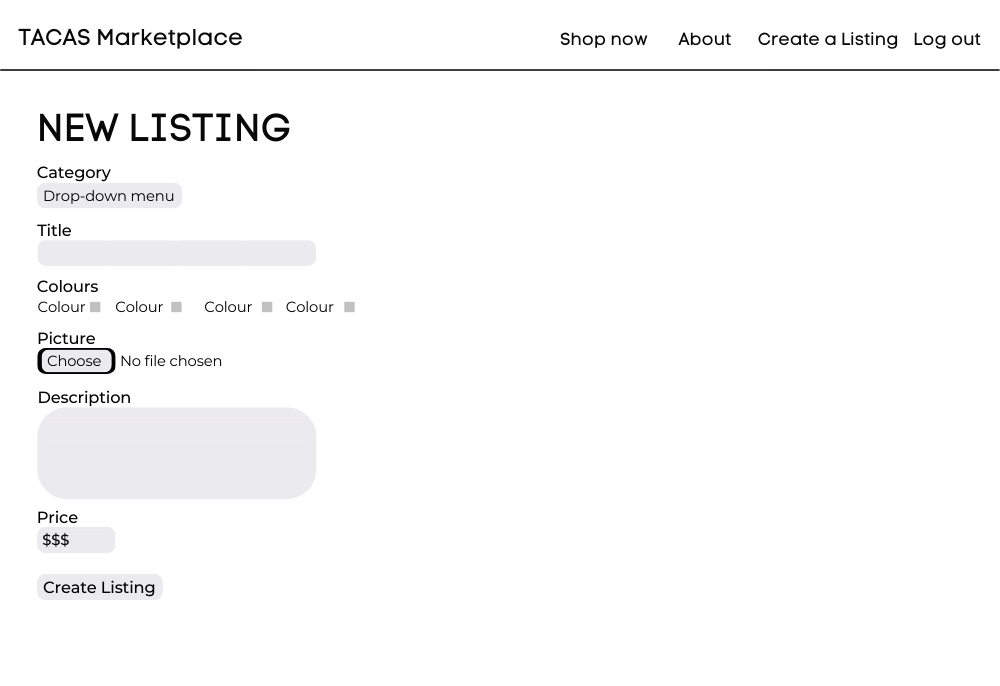 TACAS Marketplace Shop now About Create a Listing Log out
NEW LISTING
Category
Drop-down menu
Title
Colours
Colour Colour Colour Colour
Picture
Choose No file chosen
Description
Price
$$$
Create Listing